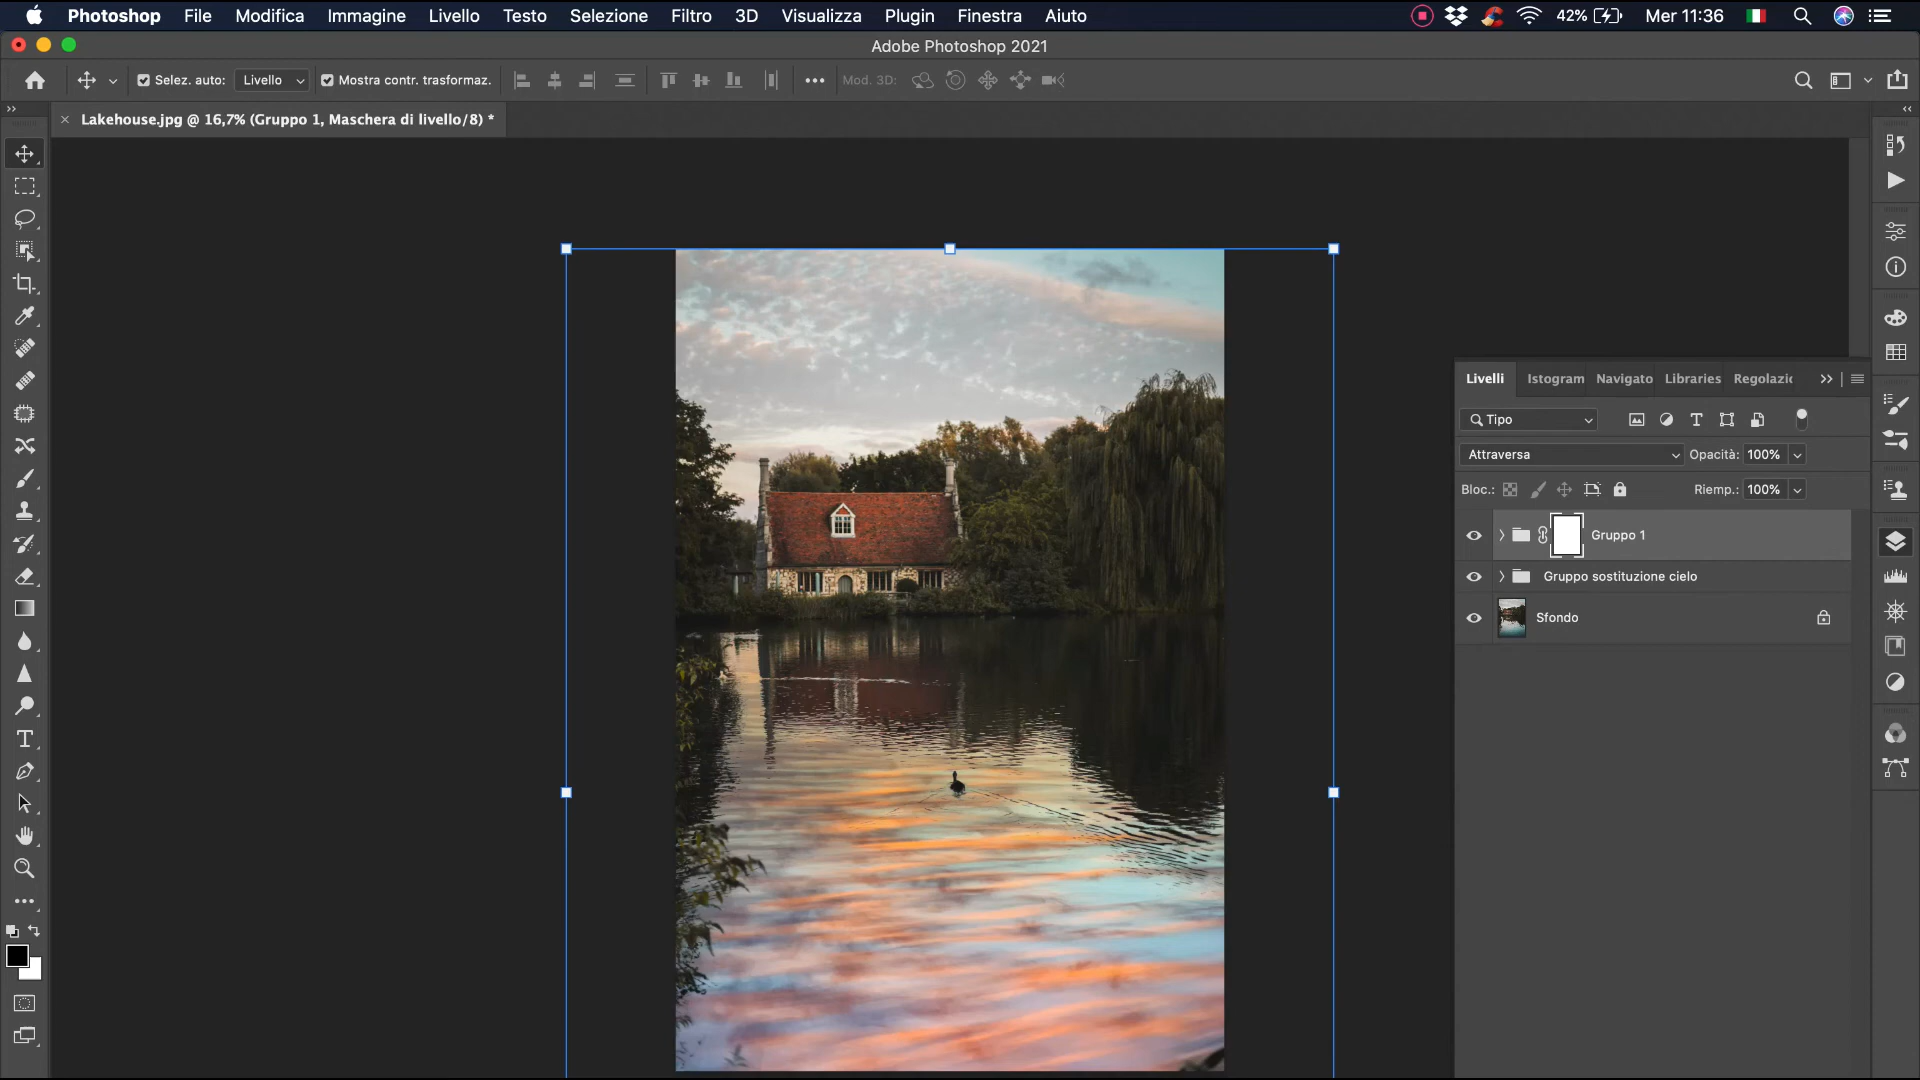 Photoshop File Modifica Immagine Livello Testo Selezione Filtro 3D Visualizza Plugin Finestra Aiuto 42% Mer 11:36
Adobe Photoshop 2021
Selez. auto: Livello Mostra contr. trasformaz. Mod. 3D:
Lakehouse.jpg @ 16,7% (Gruppo 1, Maschera di livello/8) *
Livelli Istogram Navigato Libraries Regolazic
Tipo
Attraversa Opacità: 100%
Bloc.: Riemp.: 100%
Gruppo 1
Gruppo sostituzione cielo
Sfondo